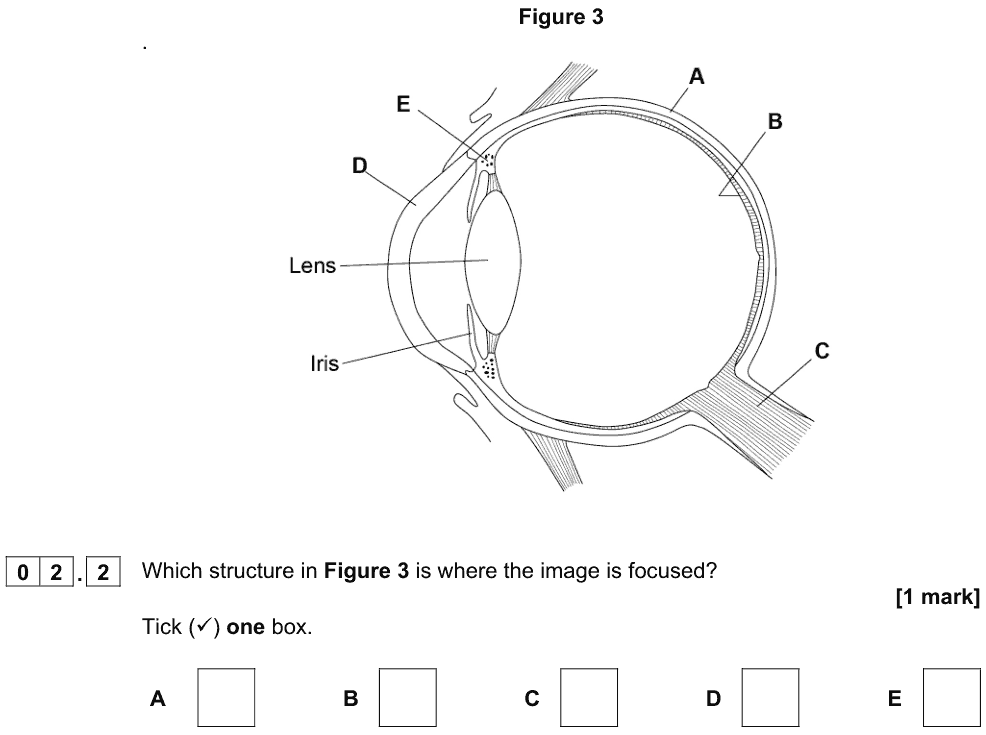 Figure 3
A
E
B
D
Lens
C
Iris
0 2 . 2 Which structure in Figure 3 is where the image is focused?
[1 mark]
Tick (✓) one box.
A B C D E